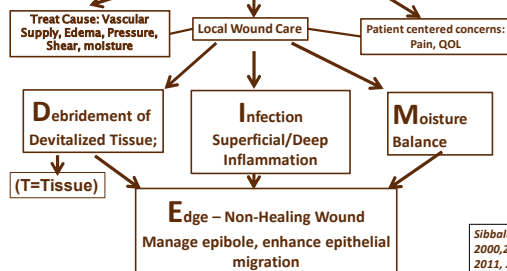 Treat Cause: Vascular
Supply, Edema, Pressure,
Shear, moisture
Local Wound Care
Patient centered concerns:
Pain, QOL
Debridement of
Devitalized Tissue;
Infection
Superficial/Deep
Inflammation
Moisture
Balance
(T=Tissue)
Edge – Non-Healing Wound
Manage epibole, enhance epithelial
migration
2000,2
2011,